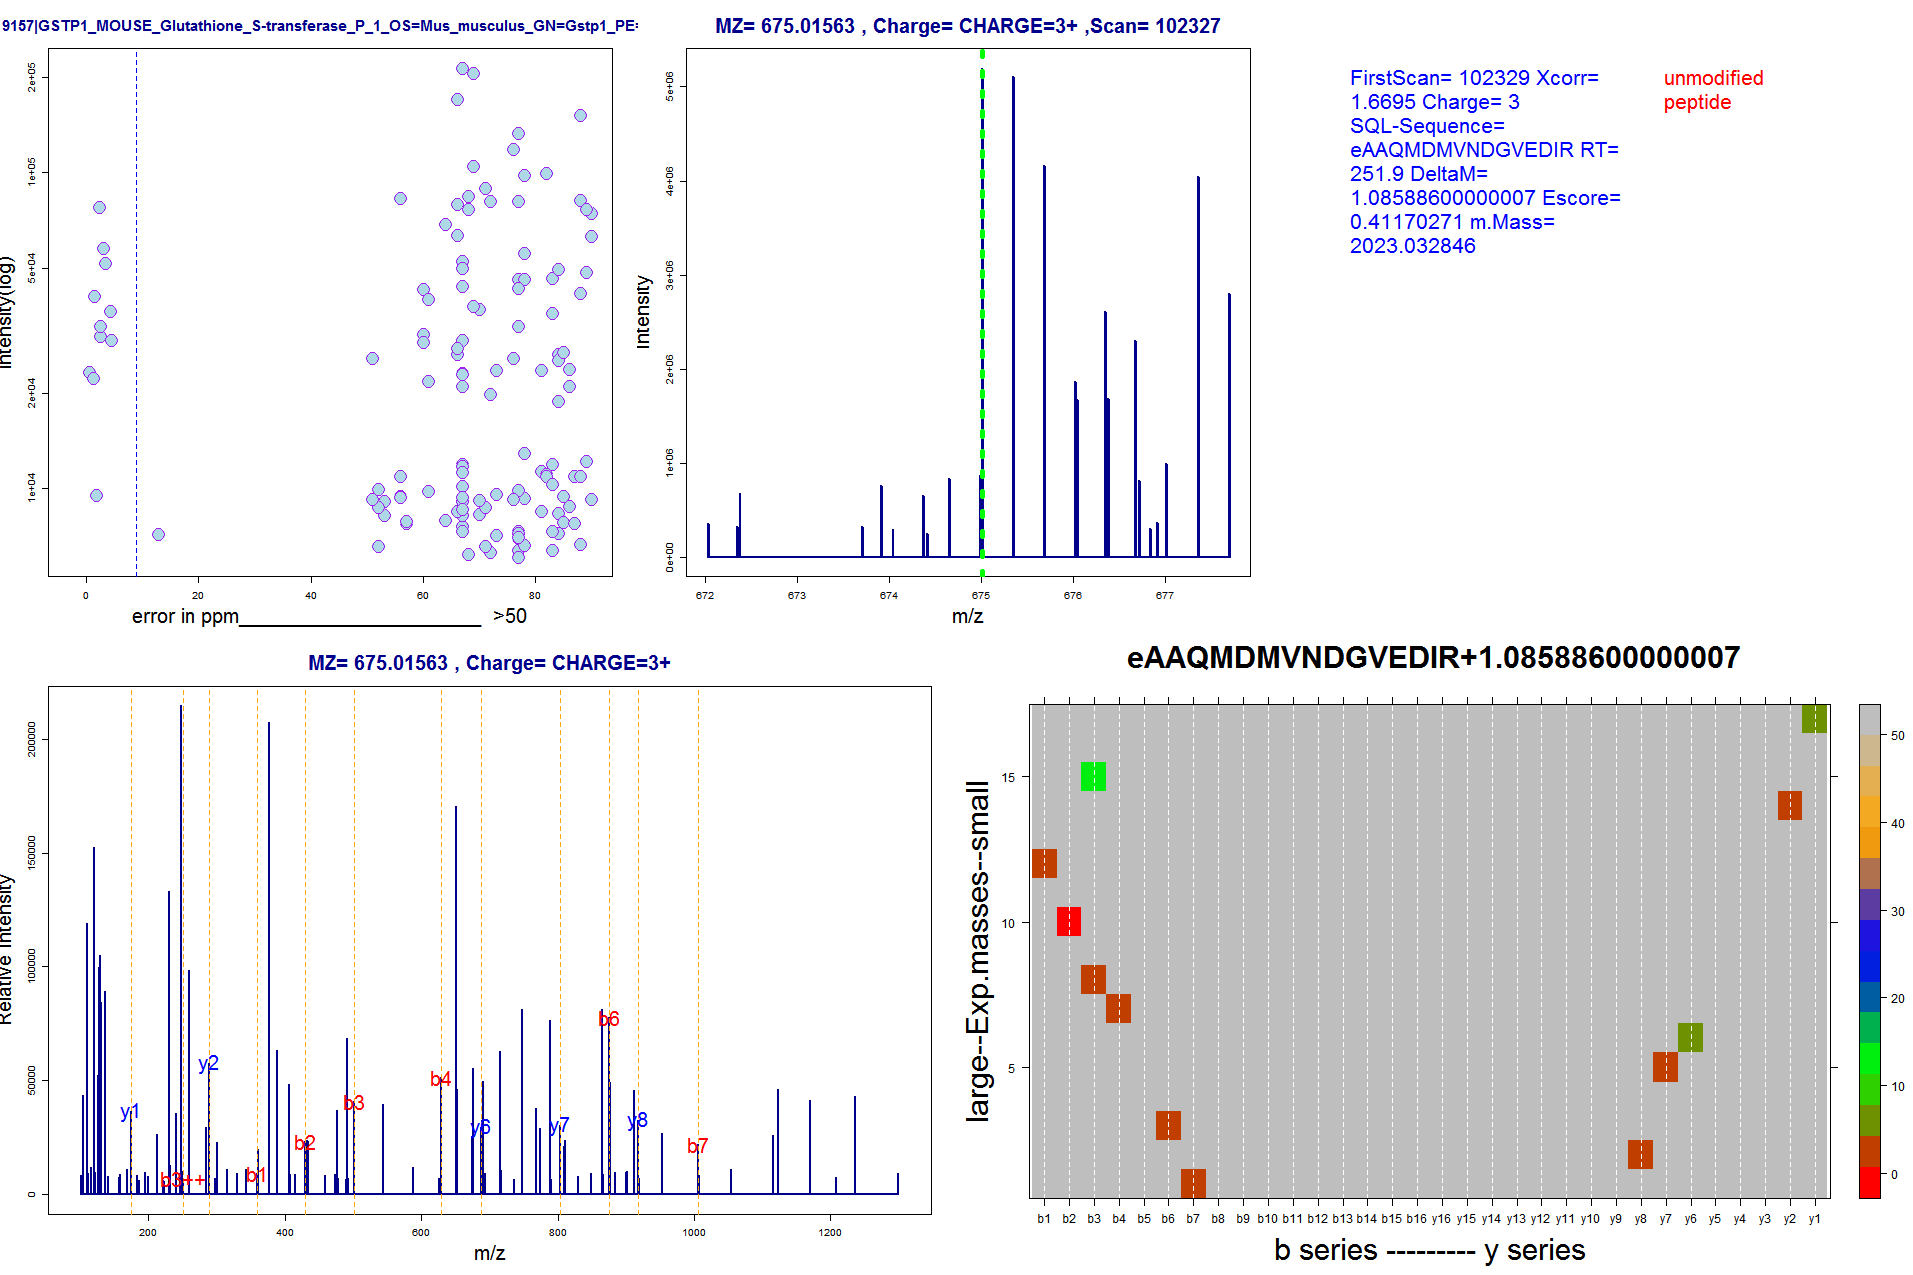 9157|GSTP1_MOUSE_Glutathione_S-transferase_P_1_OS=Mus_musculus_GN=Gstp1_PE=
Intensity(log)
1e+04 2e+04 5e+04 1e+05 2e+05
0 20 40 60 80
error in ppm______________________ >50
MZ= 675.01563 , Charge= CHARGE=3+ ,Scan= 102327
Intensity
0e+00 1e+06 2e+06 3e+06 4e+06 5e+06
672 673 674 675 676 677
m/z
FirstScan= 102329 Xcorr=
1.6695 Charge= 3
SQL-Sequence=
eAAQMDMVNDGVEDIR RT=
251.9 DeltaM=
1.08588600000007 Escore=
0.41170271 m.Mass=
2023.032846
unmodified
peptide
MZ= 675.01563 , Charge= CHARGE=3+
Relative Intensity
0 50000 100000 150000 200000
y1
b3++
y2
b1
b2
b3
b4
y6
y7
b6
y8
b7
200 400 600 800 1000 1200
m/z
eAAQMDMVNDGVEDIR+1.08588600000007
large--Exp.masses--small
5 10 15
b1 b2 b3 b4 b5 b6 b7 b8 b9 b10 b11 b12 b13 b14 b15 b16 y16 y15 y14 y13 y12 y11 y10 y9 y8 y7 y6 y5 y4 y3 y2 y1
b series --------- y series
0 10 20 30 40 50